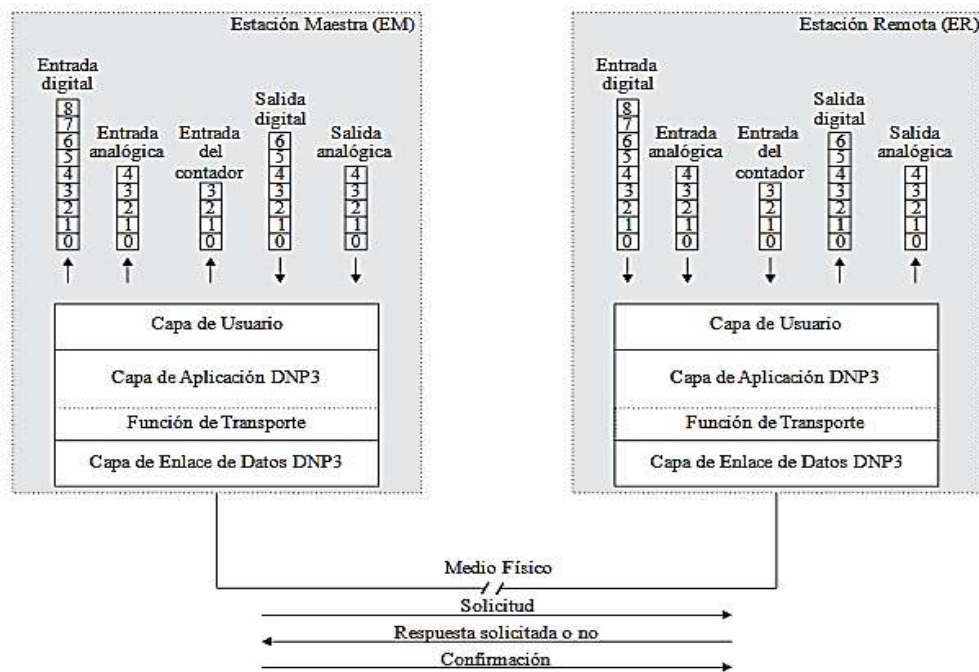 Estación Maestra (EM)
Entrada
digital
8
7
6
5
4
3
2
1
0
Entrada
analógica
4
3
2
1
0
Entrada
del
contador
3
2
1
0
Salida
digital
6
5
4
3
2
1
0
Salida
analógica
4
3
2
1
0
Capa de Usuario
Capa de Aplicación DNP3
Función de Transporte
Capa de Enlace de Datos DNP3
Estación Remota (ER)
Entrada
digital
8
7
6
5
4
3
2
1
0
Entrada
analógica
4
3
2
1
0
Entrada
del
contador
3
2
1
0
Salida
digital
6
5
4
3
2
1
0
Salida
analógica
4
3
2
1
0
Capa de Usuario
Capa de Aplicación DNP3
Función de Transporte
Capa de Enlace de Datos DNP3
Medio Físico
Solicitud
Respuesta solicitada o no
Confirmación